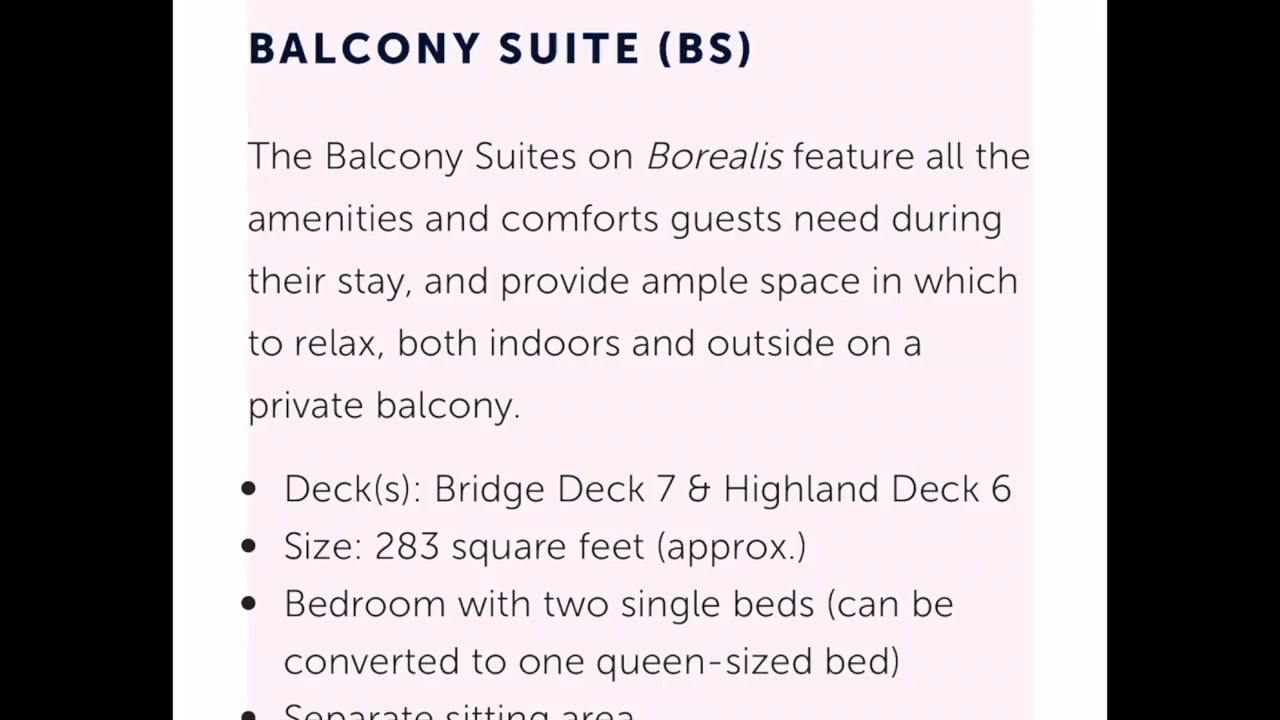 BALCONY SUITE (BS)
The Balcony Suites on Borealis feature all the
amenities and comforts guests need during
their stay, and provide ample space in which
to relax, both indoors and outside on a
private balcony.
• Deck(s): Bridge Deck 7 & Highland Deck 6
• Size: 283 square feet (approx.)
• Bedroom with two single beds (can be
converted to one queen-sized bed)
• Separate sitting area